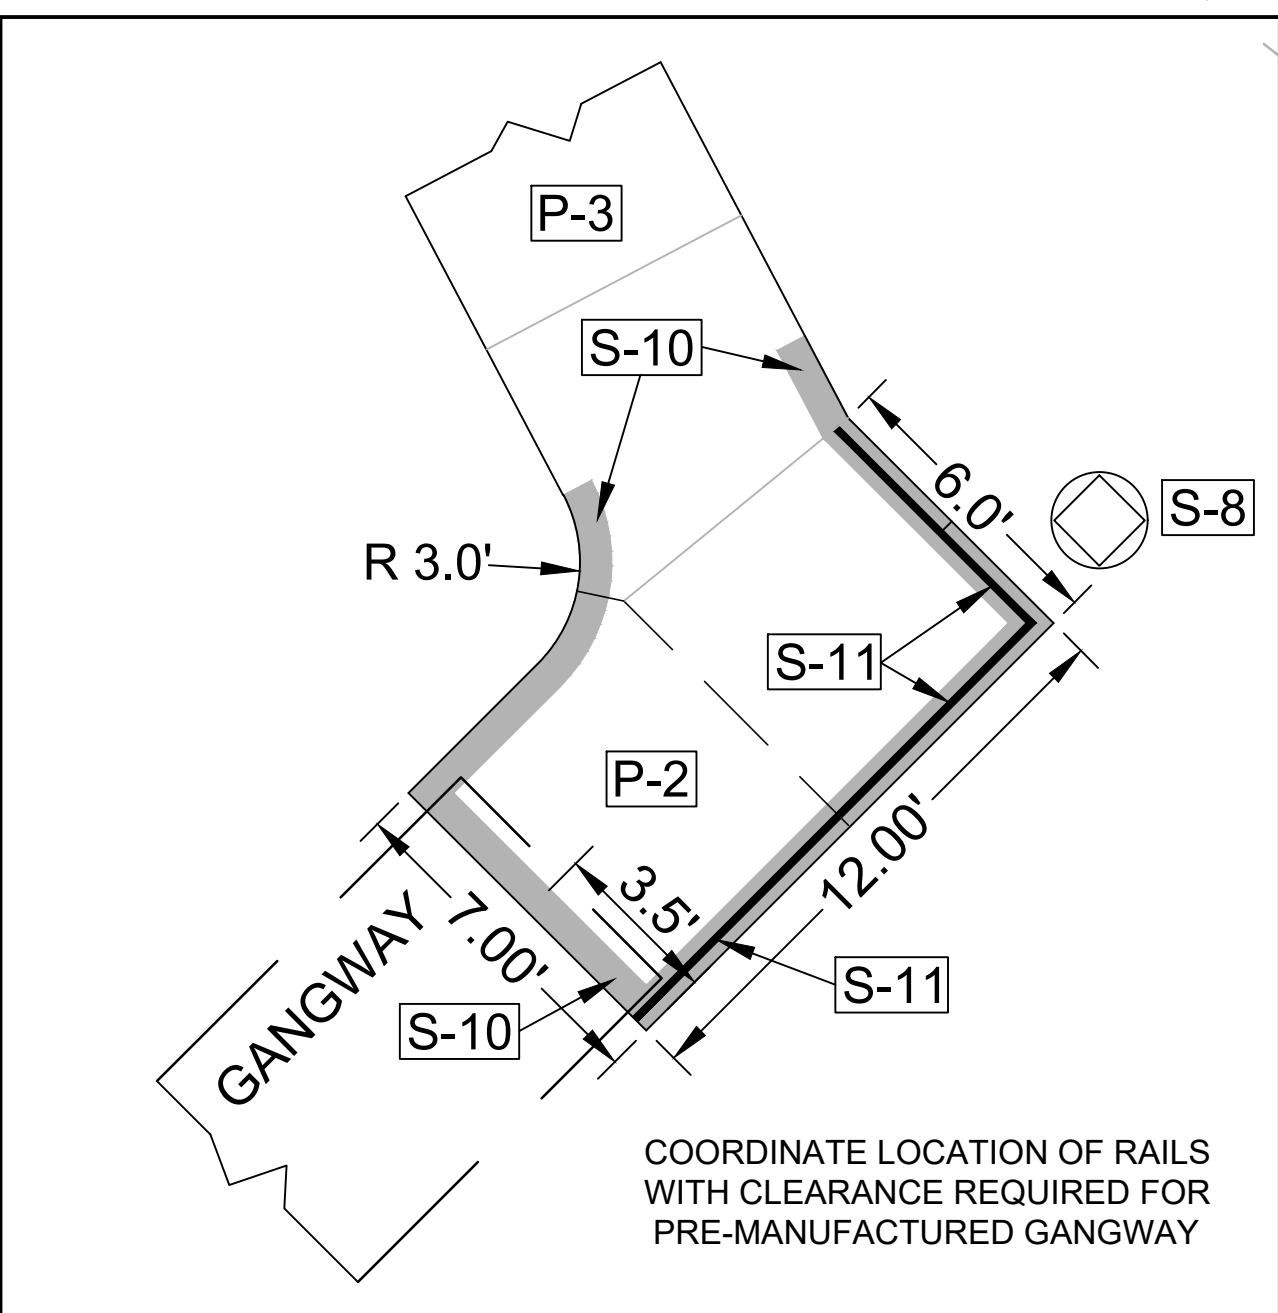 P-3
S-10
6.0'
S-8
R 3.0'
S-11
P-2
12.00'
3.5'
7.00'
GANGWAY
S-11
S-10
COORDINATE LOCATION OF RAILS
WITH CLEARANCE REQUIRED FOR
PRE-MANUFACTURED GANGWAY